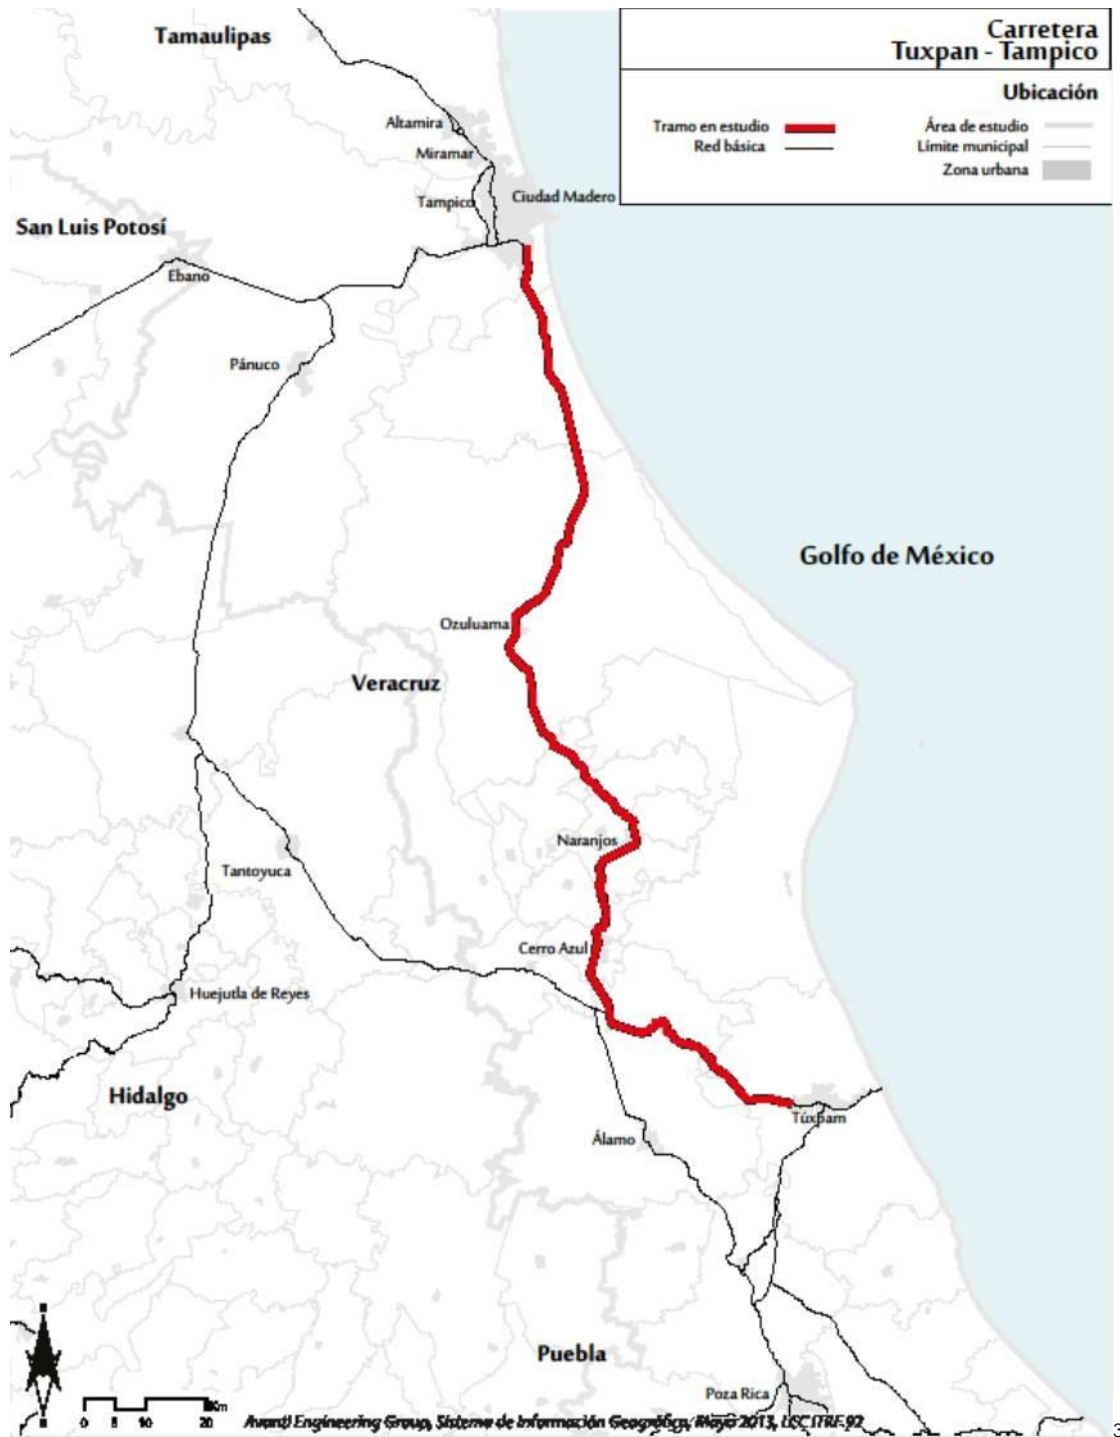 Carretera
Tuxpan - Tampico
Ubicación
Tramo en estudio
Red básica
Área de estudio
Límite municipal
Zona urbana
Tamaulipas
Altamira
Miramar
Tampico
Ciudad Madero
San Luis Potosí
Ebano
Pánuco
Golfo de México
Ozuluama
Veracruz
Naranjos
Tantoyuca
Cerro Azul
Huejutla de Reyes
Hidalgo
Túxpam
Álamo
Puebla
Poza Rica
Km
0 5 10 20
Avanti Engineering Group, Sistema de Información Geográfica, Mayo 2013, LCC ITRF92
3